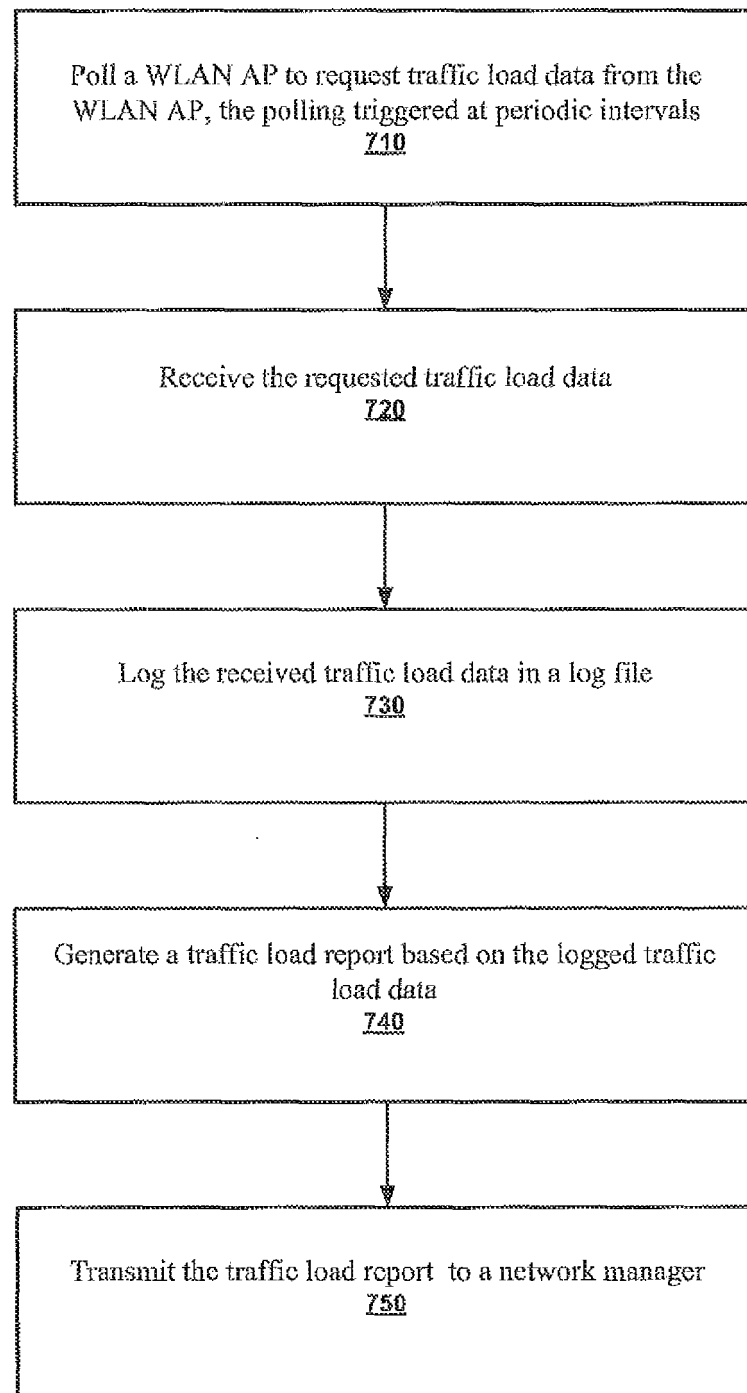 Poll a WLAN AP to request traffic load data from the
WLAN AP, the polling triggered at periodic intervals
710
Receive the requested traffic load data
720
Log the received traffic load data in a log file
730
Generate a traffic load report based on the logged traffic
load data
740
Transmit the traffic load report to a network manager
750